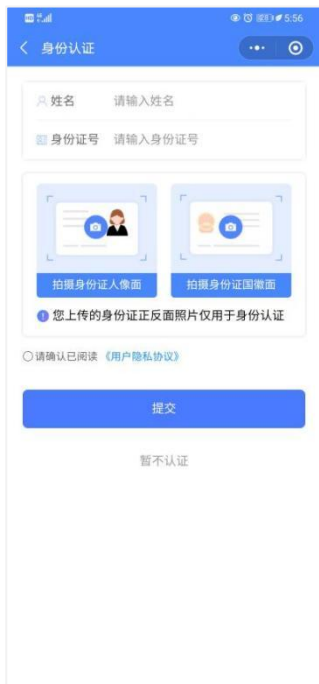 5:56
身份认证
姓名 请输入姓名
身份证号 请输入身份证号
拍摄身份证人像面 拍摄身份证国徽面
您上传的身份证正反面照片仅用于身份认证
请确认已阅读《用户隐私协议》
提交
暂不认证